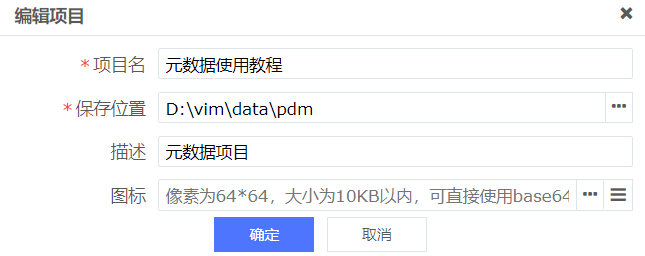 编辑项目
*项目名 元数据使用教程
*保存位置 D:\vim\data\pdm
描述 元数据项目
图标 像素为64*64，大小为10KB以内，可直接使用base64
确定 取消